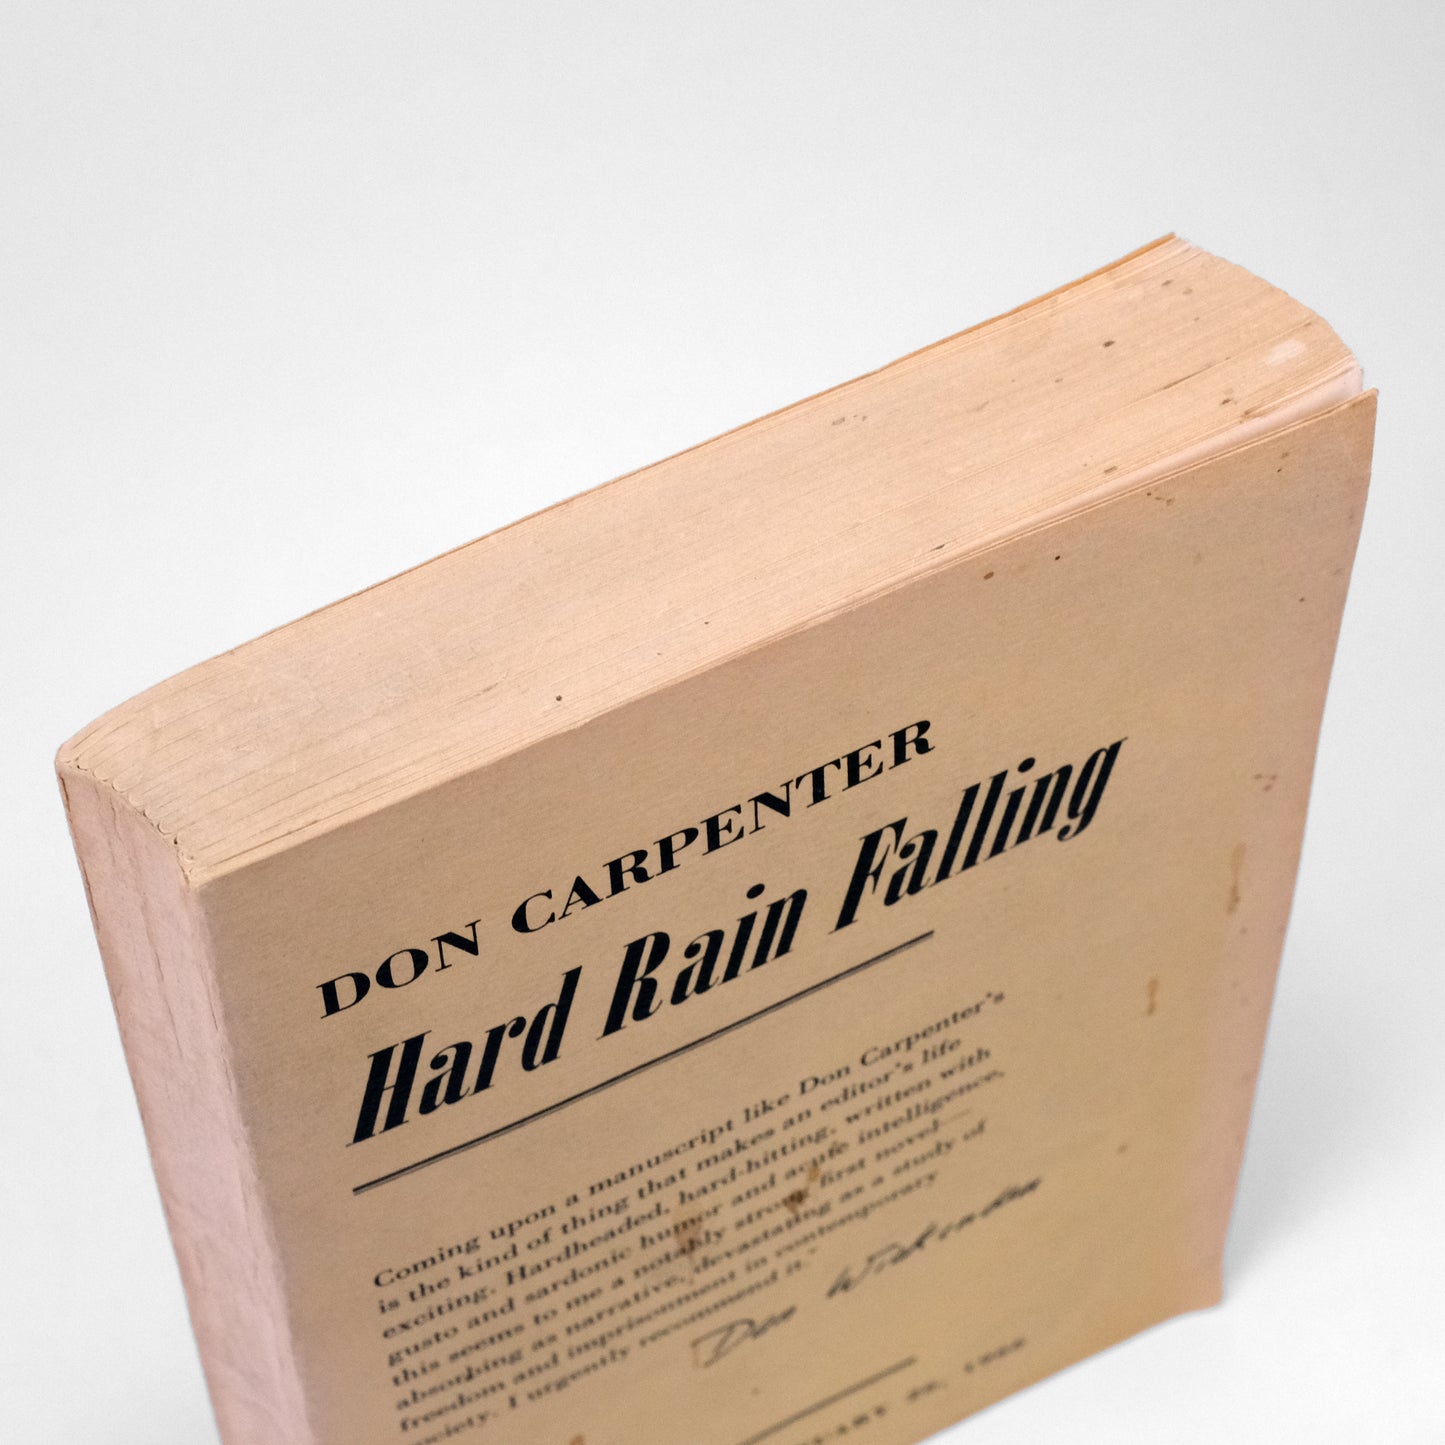 DON CARPENTER
Hard Rain Falling
Coming upon a manuscript like Don Carpenter's
is the kind of thing that makes an editor's life
exciting. Hardheaded, hard-hitting, written with
gusto and sardonic humor and acute intelligence,
this seems to me a notably strong first novel—
absorbing as narrative, devastating as a study of
freedom and imprisonment in contemporary
society. I urgently recommend it."
Don